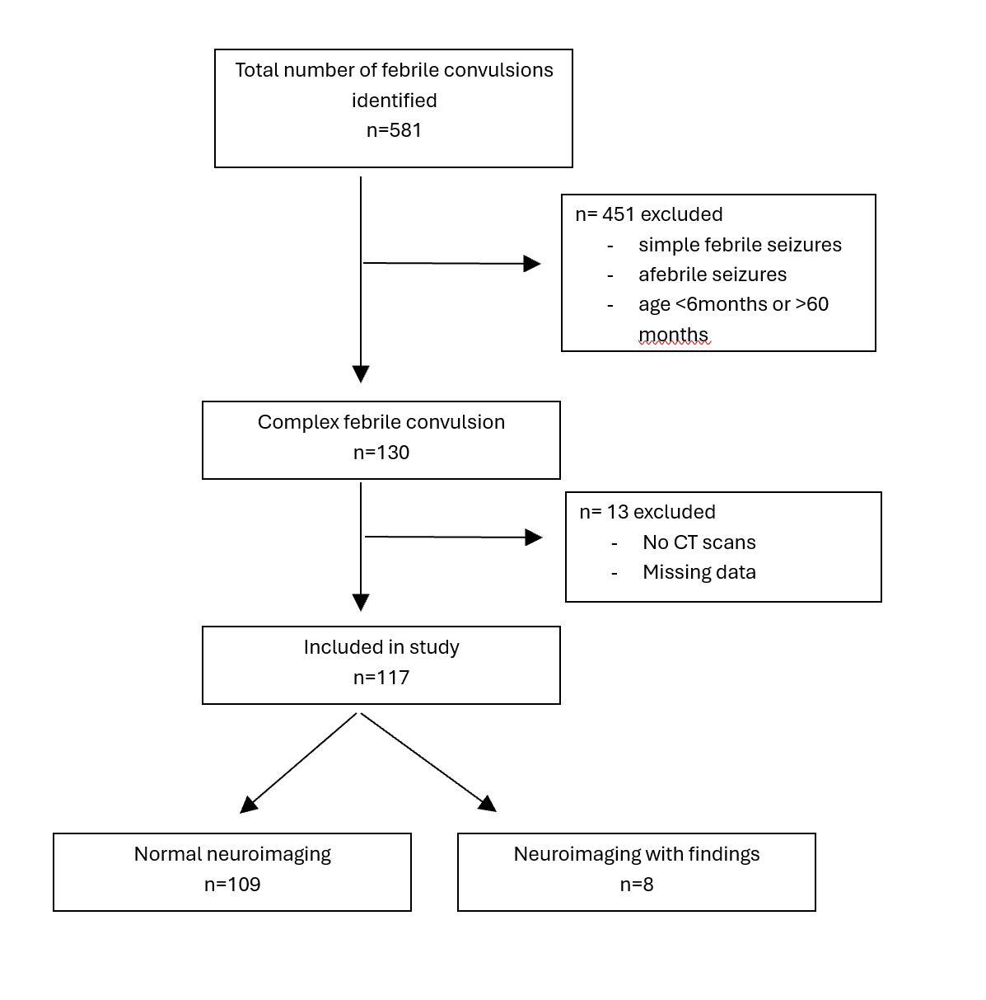 Total number of febrile convulsions
identified
n=581
n= 451 excluded
- simple febrile seizures
- afebrile seizures
- age <6months or >60
months
Complex febrile convulsion
n=130
n= 13 excluded
- No CT scans
- Missing data
Included in study
n=117
Normal neuroimaging
n=109
Neuroimaging with findings
n=8